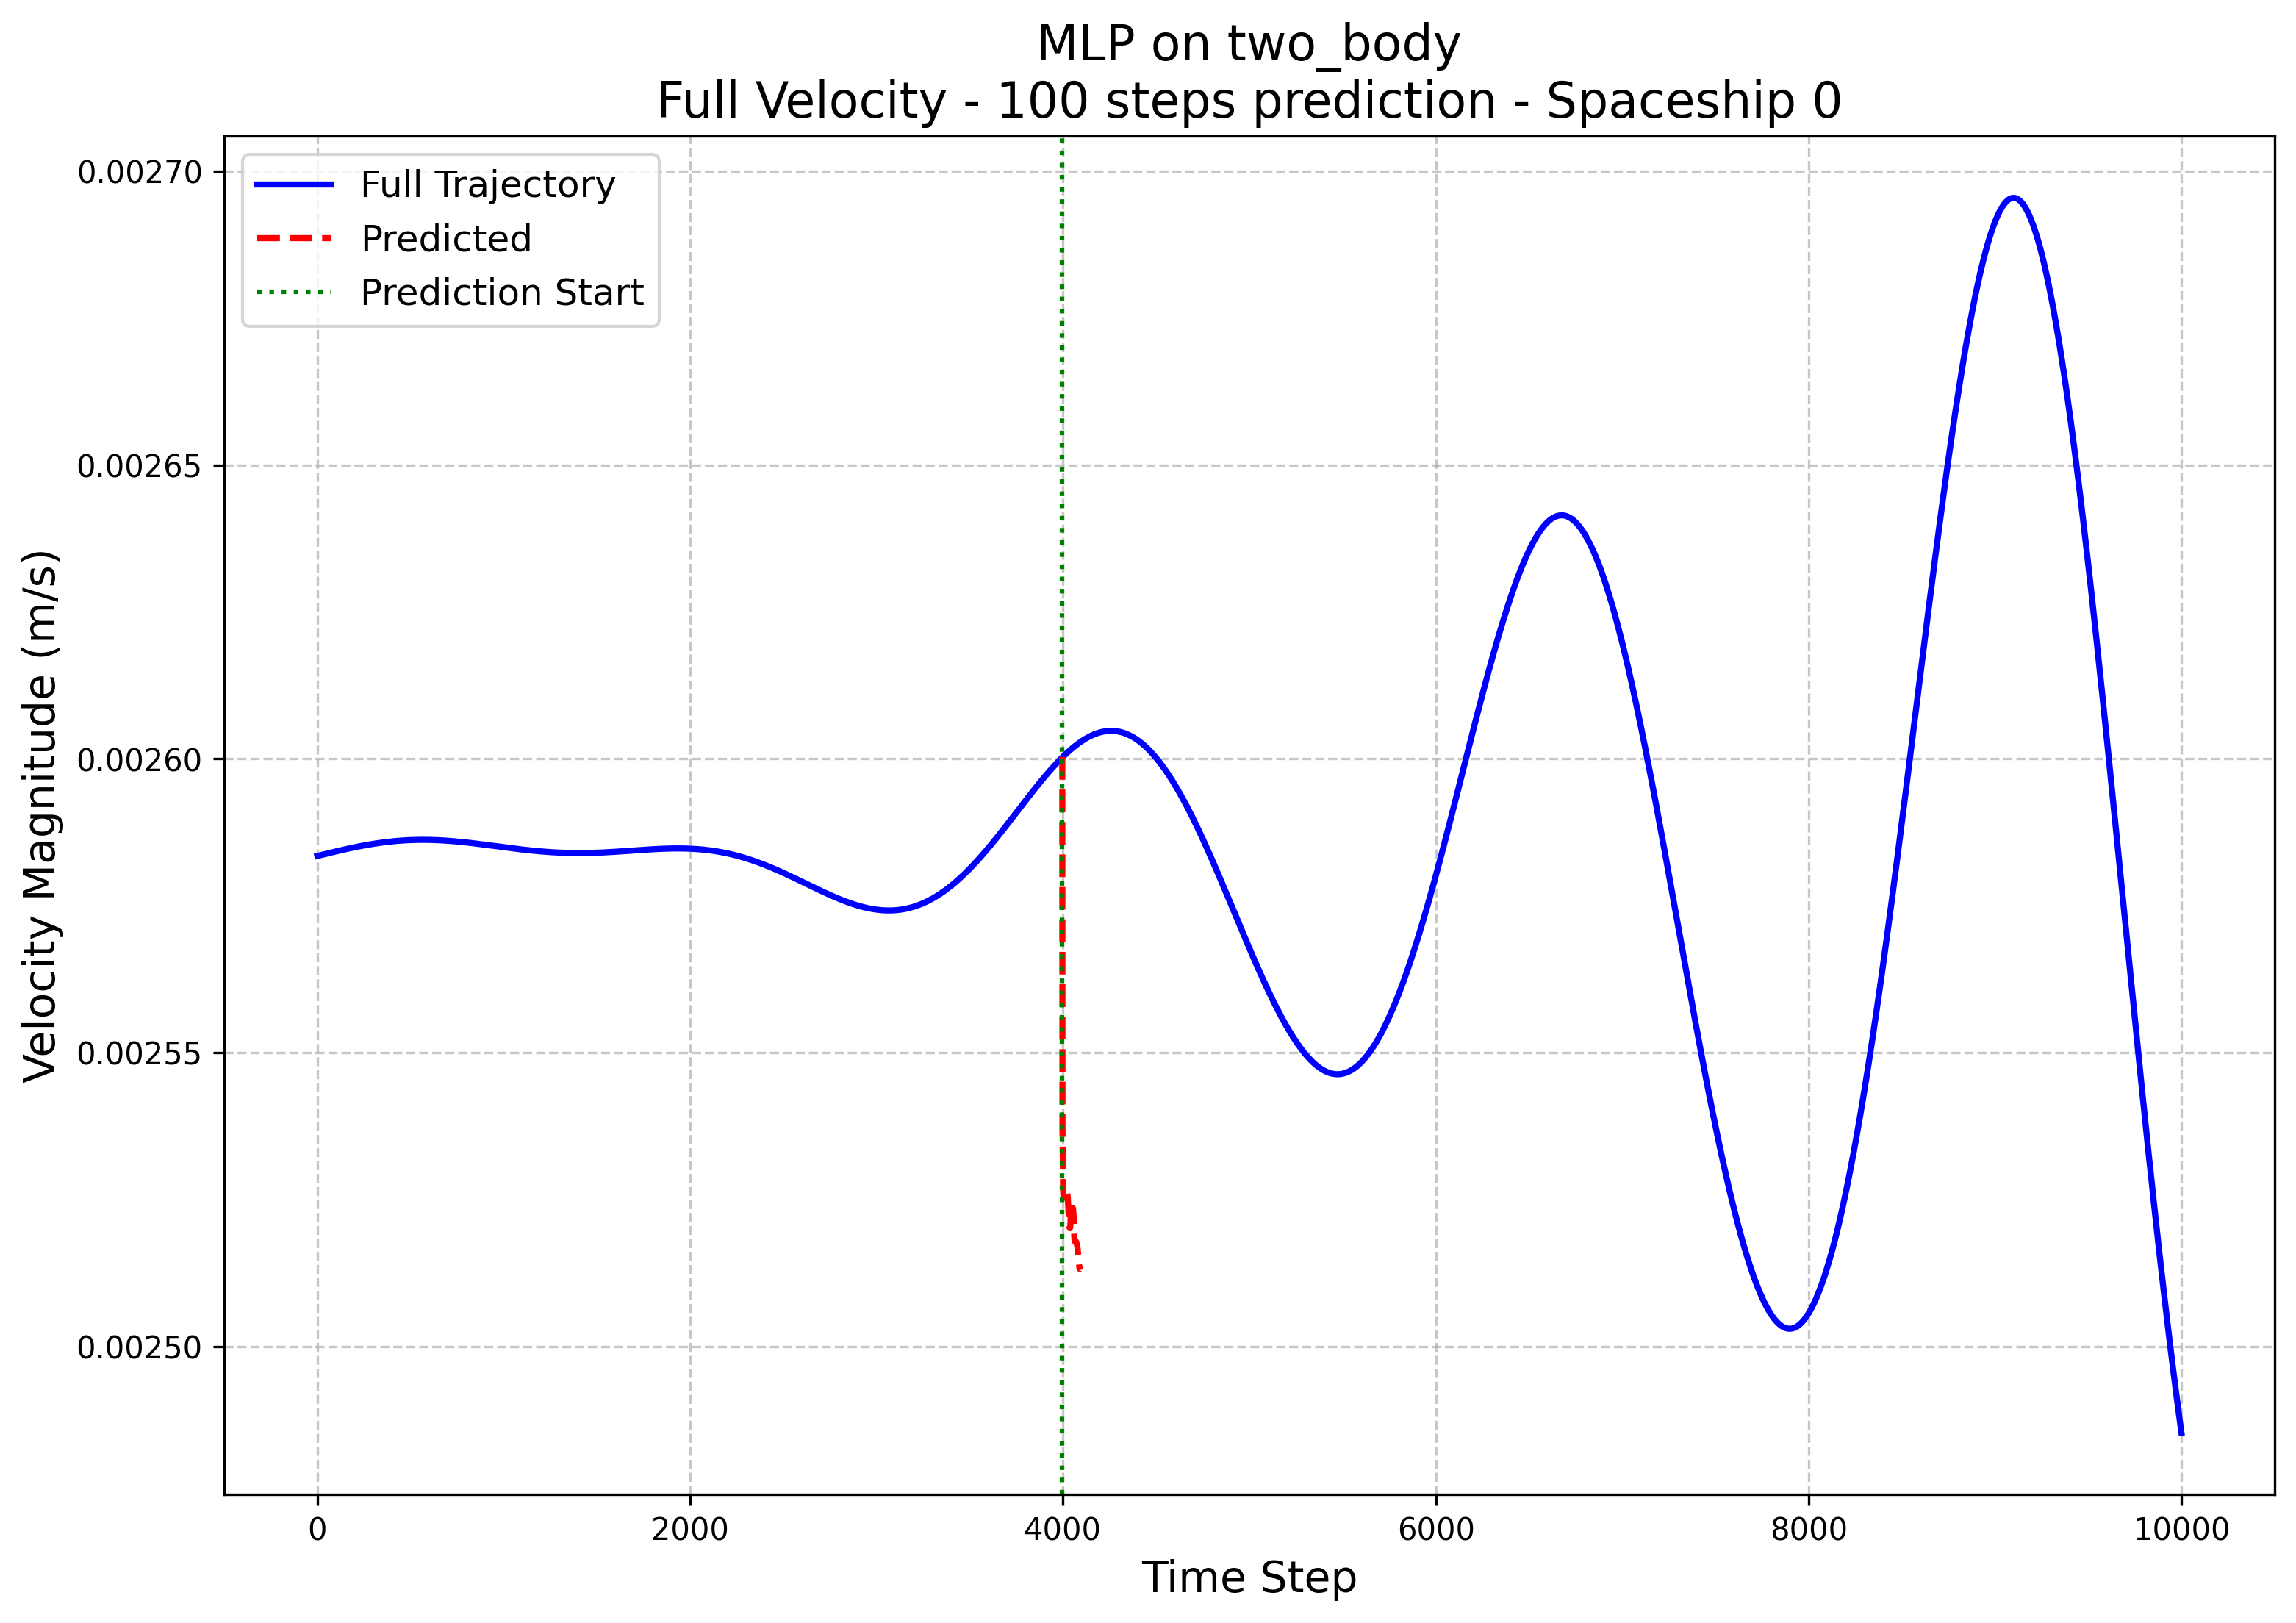 MLP on two_body
Full Velocity - 100 steps prediction - Spaceship 0
Full Trajectory
Predicted
Prediction Start
Velocity Magnitude (m/s)
0.00270
0.00265
0.00260
0.00255
0.00250
0 2000 4000 6000 8000 10000
Time Step